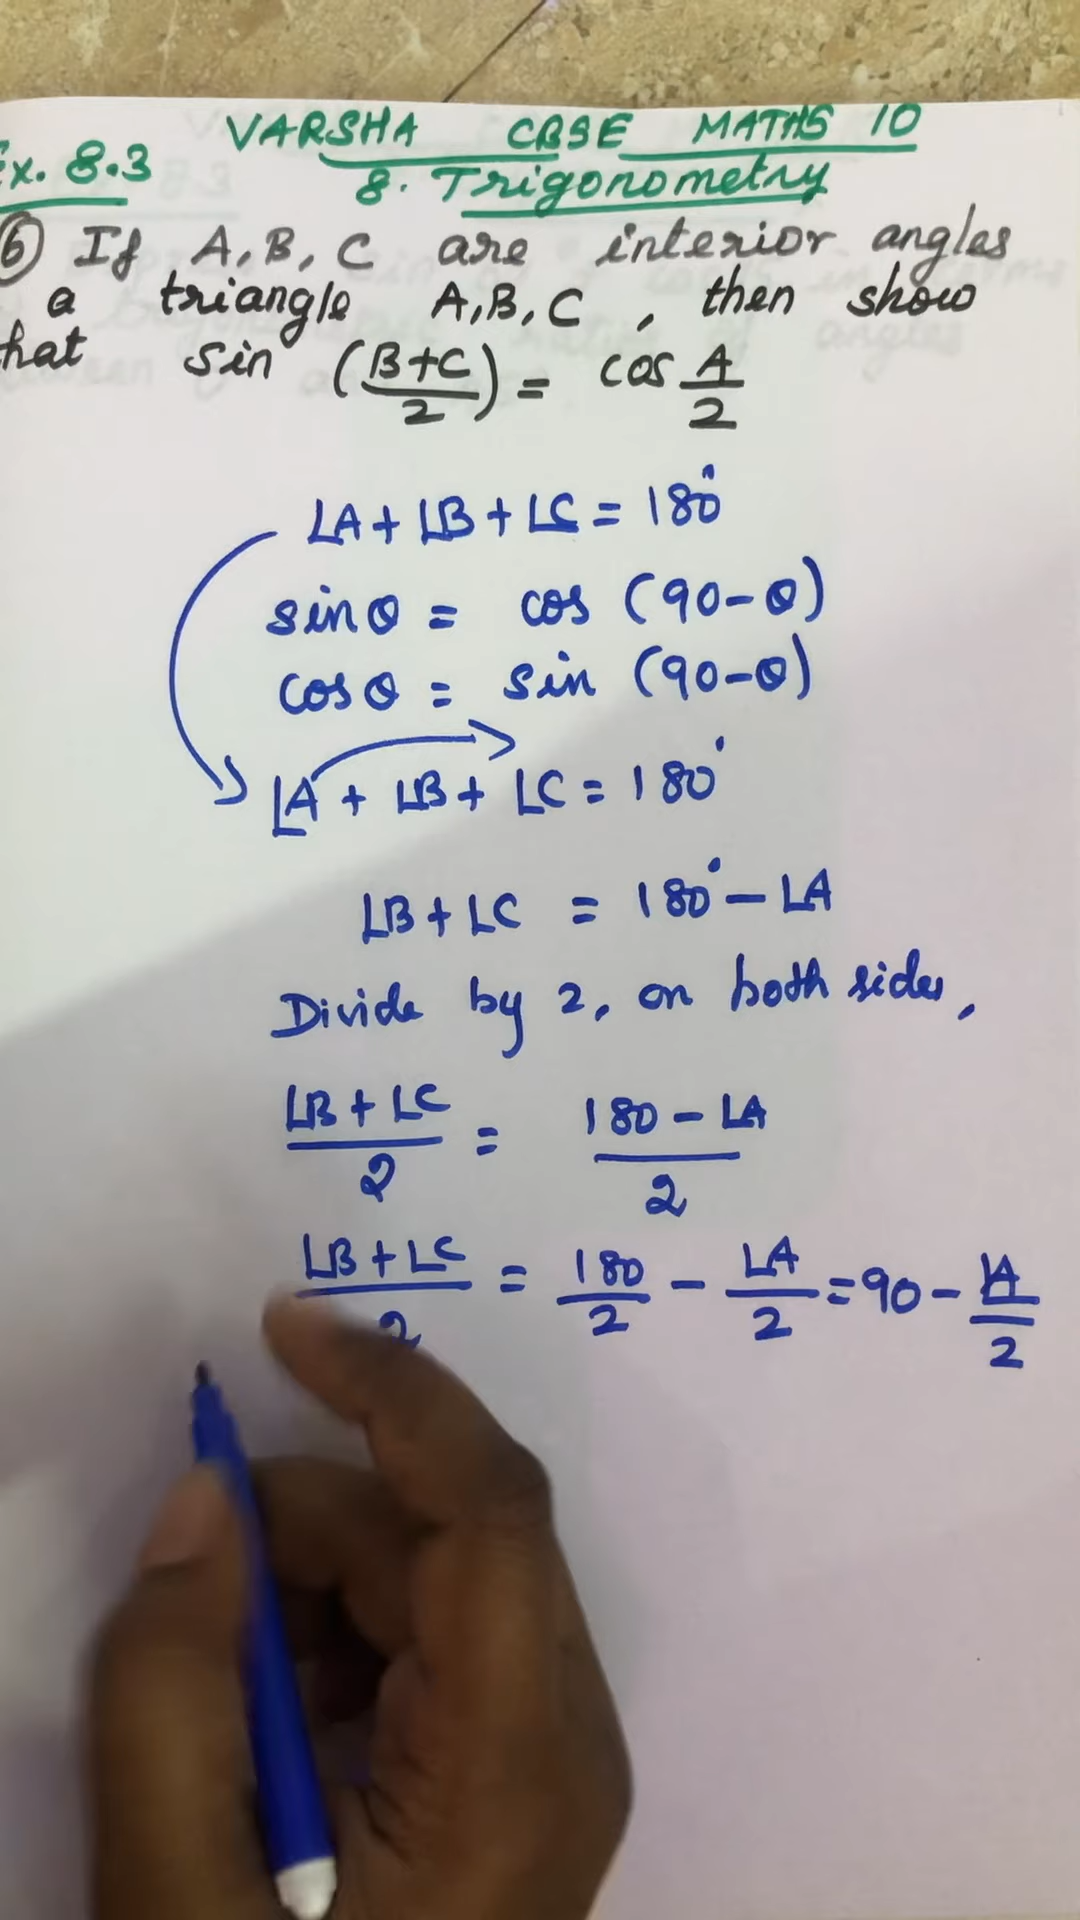 VARSHA CBSE MATHS 10
Ex. 8.3
8. Trigonometry
6) If A, B, C are interior angles
a triangle A, B, C, then show
hat sin (B+C/2) = cos A/2
∠A + ∠B + ∠C = 180°
sin θ = cos (90-θ)
cos θ = sin (90-θ)
∠A + ∠B + ∠C = 180°
∠B + ∠C = 180° - ∠A
Divide by 2, on both sides,
∠B + ∠C / 2 = 180 - ∠A / 2
∠B + ∠C / 2 = 180/2 - ∠A/2 = 90 - ∠A/2